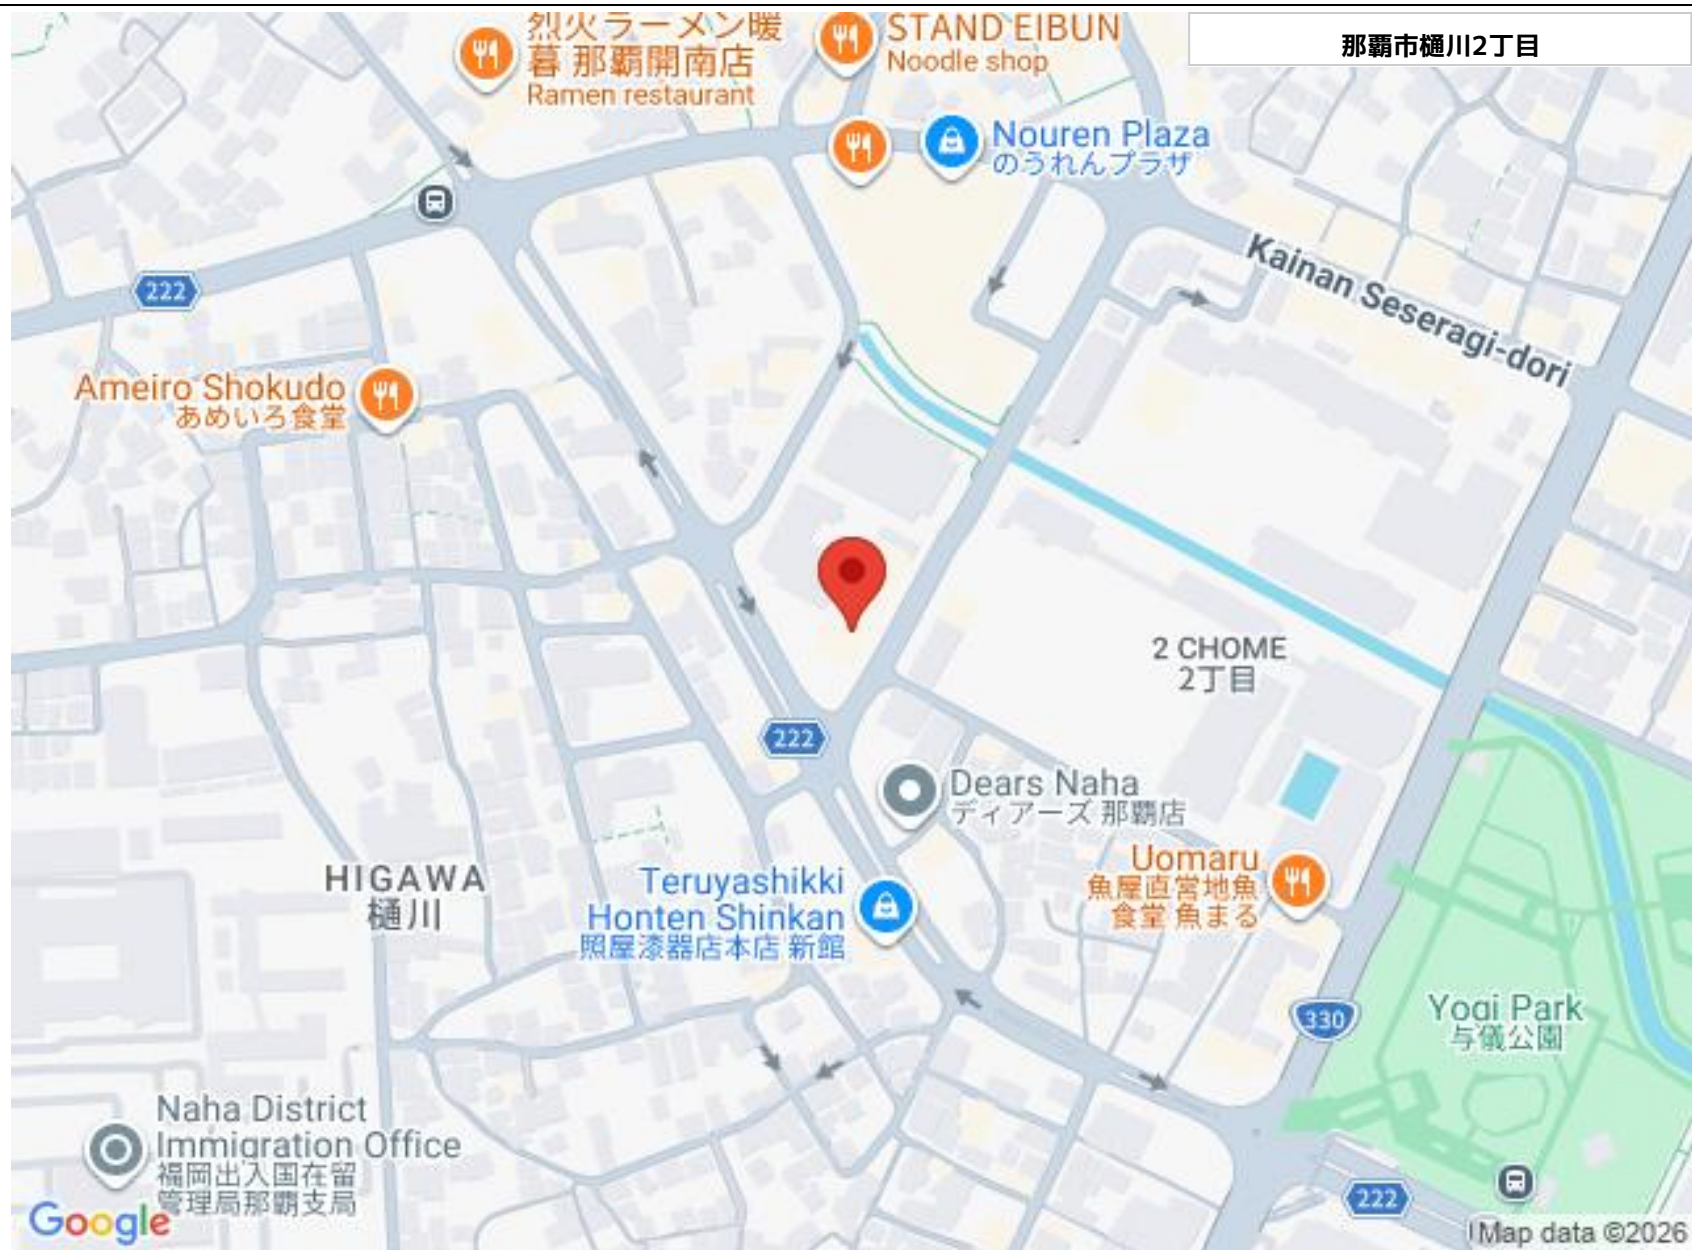 烈火ラーメン暖
暮 那覇開南店
Ramen restaurant
STAND EIBUN
Noodle shop
那覇市樋川2丁目
Nouren Plaza
のうれんプラザ
222
Kainan Seseragi-dori
Ameiro Shokudo
あめいろ食堂
2 CHOME
2丁目
222
Dears Naha
ディアーズ 那覇店
HIGAWA
樋川
Teruyashikki
Honten Shinkan
照屋漆器店本店 新館
Uomaru
魚屋直営地魚
食堂 魚まる
330
Yogi Park
与儀公園
Naha District
Immigration Office
福岡出入国在留
管理局那覇支局
222
Google
Map data ©2026